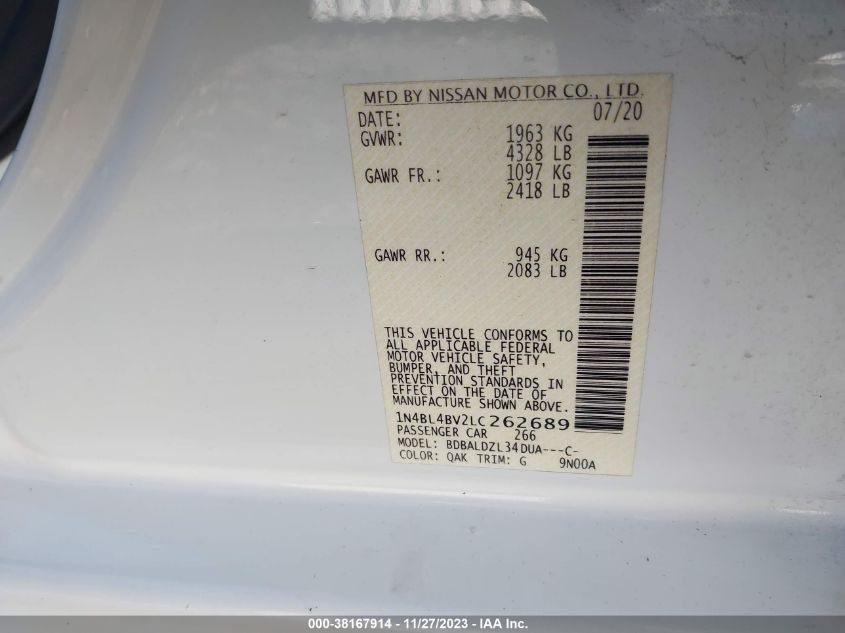 MFD BY NISSAN MOTOR CO., LTD.
DATE: 07/20
GVWR: 1963 KG
4328 LB
GAWR FR.: 1097 KG
2418 LB
GAWR RR.: 945 KG
2083 LB
THIS VEHICLE CONFORMS TO
ALL APPLICABLE FEDERAL
MOTOR VEHICLE SAFETY,
BUMPER, AND THEFT
PREVENTION STANDARDS IN
EFFECT ON THE DATE OF
MANUFACTURE SHOWN ABOVE.
1N4BL4BV2LC262689
PASSENGER CAR 266
MODEL: BDBALDZL34DUA---C-
COLOR: QAK TRIM: G 9N00A
000-38167914 - 11/27/2023 - IAA Inc.